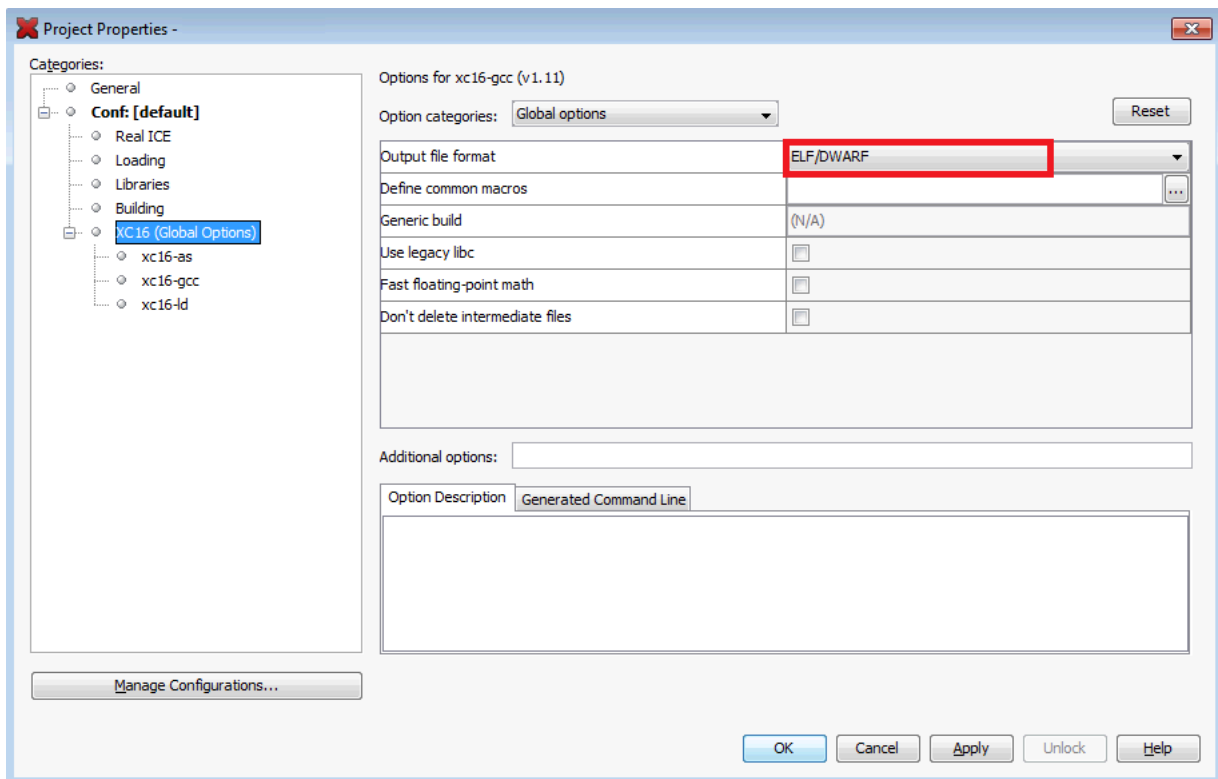 Project Properties -
Categories:
General
Conf: [default]
Real ICE
Loading
Libraries
Building
XC16 (Global Options)
xc16-as
xc16-gcc
xc16-ld
Manage Configurations...
Options for xc16-gcc (v1.11)
Option categories: Global options Reset
Output file format ELF/DWARF
Define common macros ...
Generic build (N/A)
Use legacy libc
Fast floating-point math
Don't delete intermediate files
Additional options:
Option Description Generated Command Line
OK Cancel Apply Unlock Help